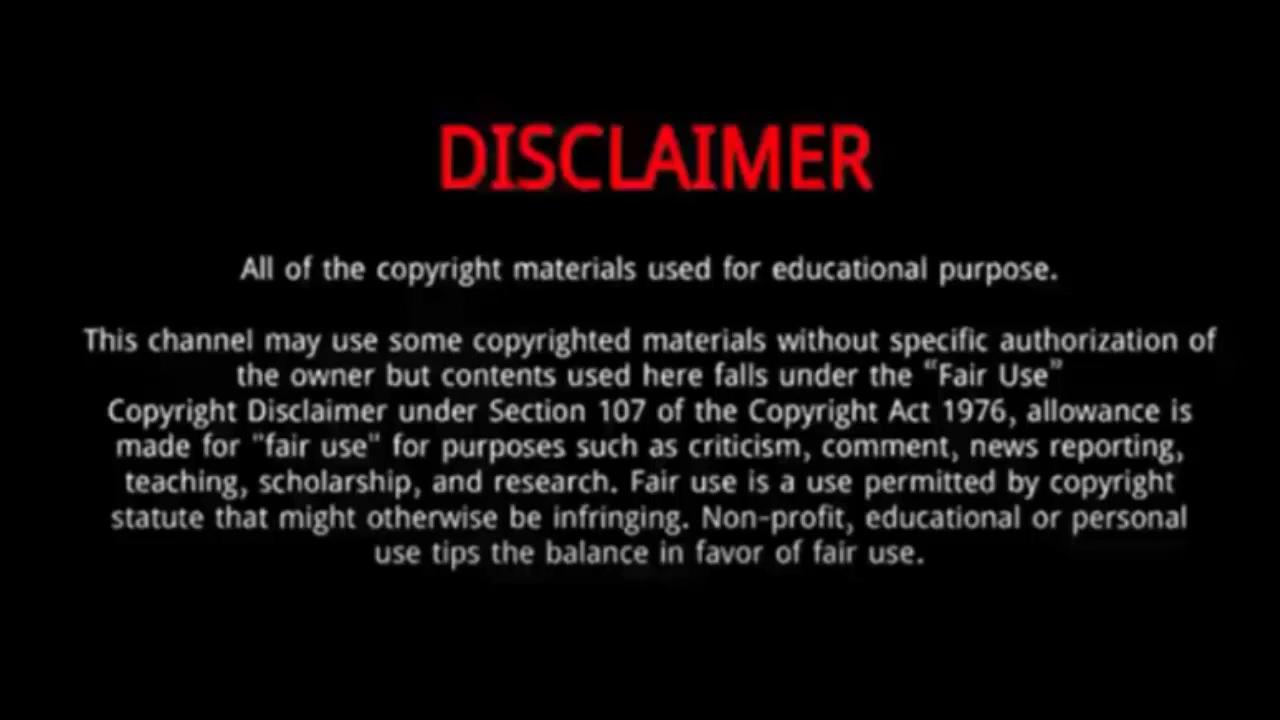 DISCLAIMER
All of the copyright materials used for educational purpose.
This channel may use some copyrighted materials without specific authorization of
the owner but contents used here falls under the “Fair Use”
Copyright Disclaimer under Section 107 of the Copyright Act 1976, allowance is
made for "fair use" for purposes such as criticism, comment, news reporting,
teaching, scholarship, and research. Fair use is a use permitted by copyright
statute that might otherwise be infringing. Non-profit, educational or personal
use tips the balance in favor of fair use.